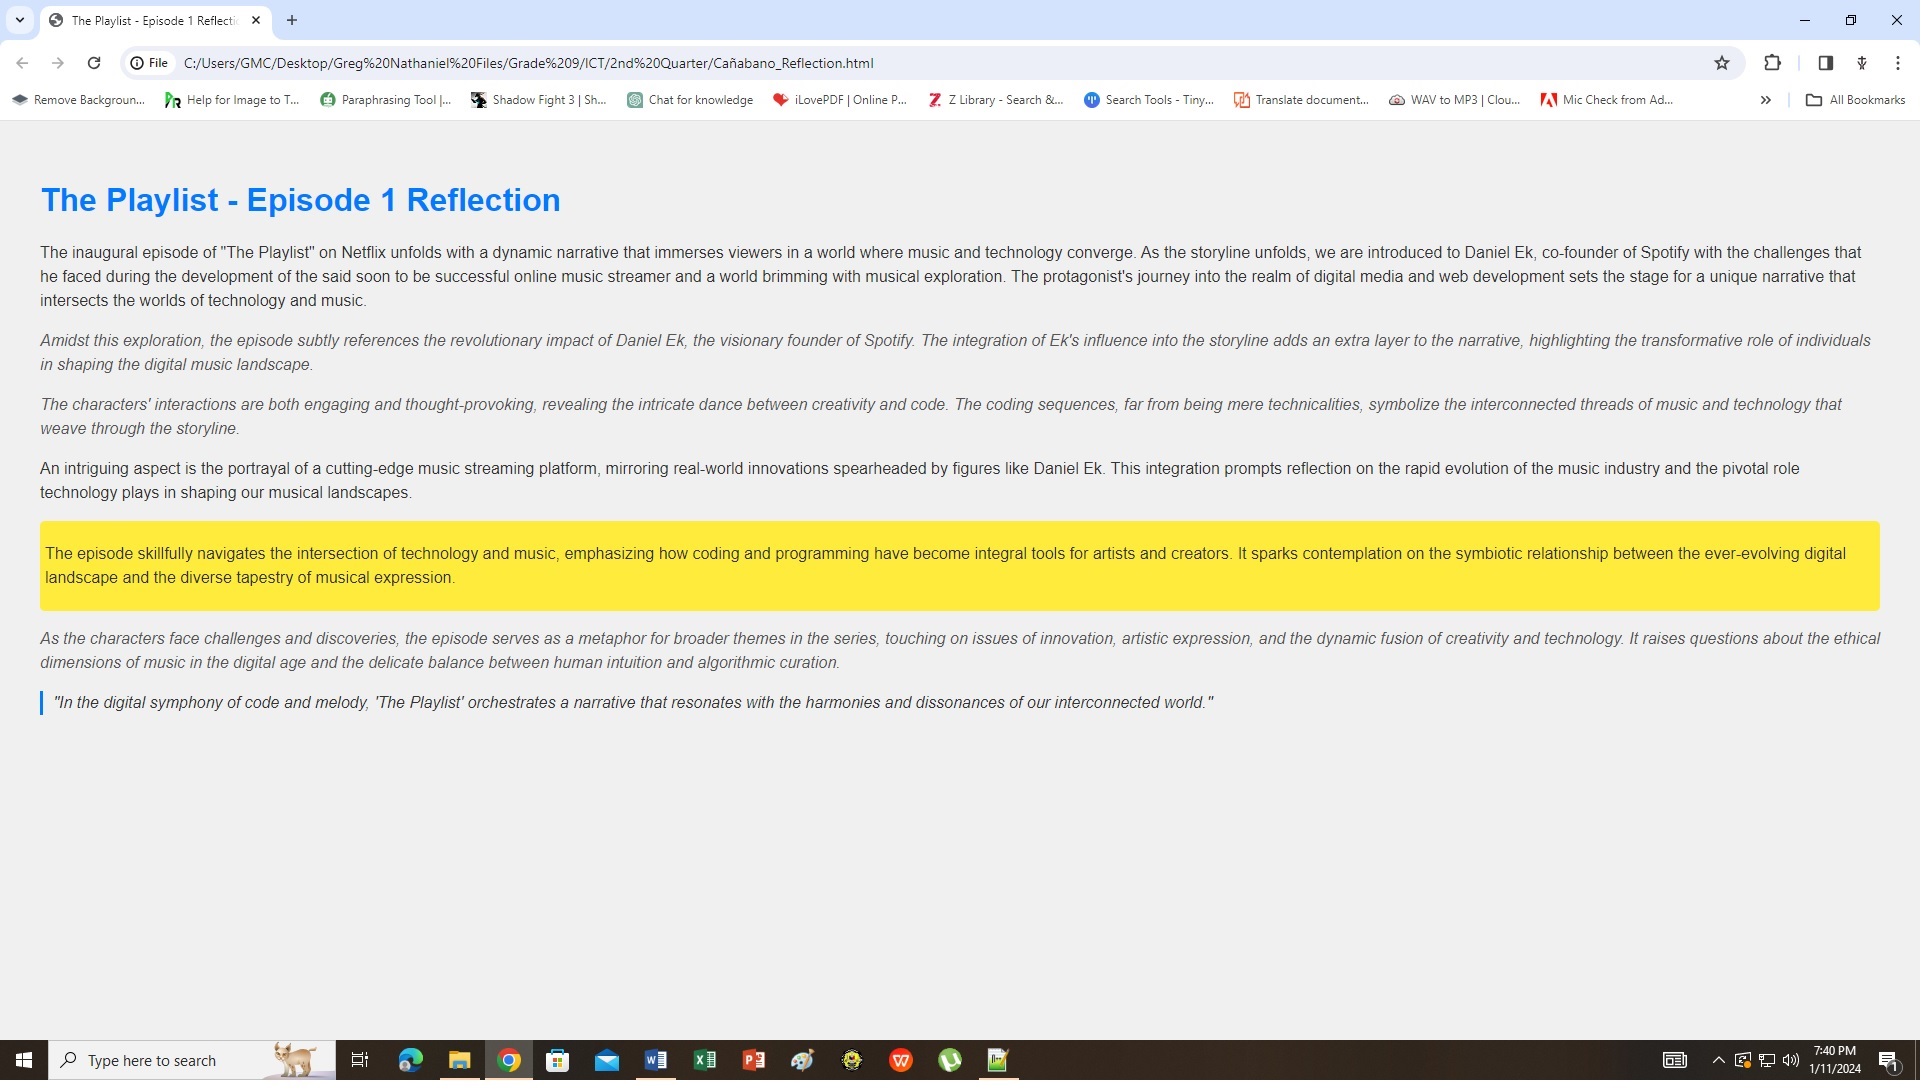 The Playlist - Episode 1 Reflectic
File
C:/Users/GMC/Desktop/Greg%20Nathaniel%20Files/Grade%209/ICT/2nd%20Quarter/Cañabano_Reflection.html
Remove Backgroun...
Help for Image to T...
Paraphrasing Tool |...
Shadow Fight 3 | Sh...
Chat for knowledge
iLovePDF | Online P...
Z Library - Search &...
Search Tools - Tiny...
Translate document...
WAV to MP3 | Clou...
Mic Check from Ad...
All Bookmarks
The Playlist - Episode 1 Reflection
The inaugural episode of "The Playlist" on Netflix unfolds with a dynamic narrative that immerses viewers in a world where music and technology converge. As the storyline unfolds, we are introduced to Daniel Ek, co-founder of Spotify with the challenges that
he faced during the development of the said soon to be successful online music streamer and a world brimming with musical exploration. The protagonist's journey into the realm of digital media and web development sets the stage for a unique narrative that
intersects the worlds of technology and music.
Amidst this exploration, the episode subtly references the revolutionary impact of Daniel Ek, the visionary founder of Spotify. The integration of Ek's influence into the storyline adds an extra layer to the narrative, highlighting the transformative role of individuals
in shaping the digital music landscape.
The characters' interactions are both engaging and thought-provoking, revealing the intricate dance between creativity and code. The coding sequences, far from being mere technicalities, symbolize the interconnected threads of music and technology that
weave through the storyline.
An intriguing aspect is the portrayal of a cutting-edge music streaming platform, mirroring real-world innovations spearheaded by figures like Daniel Ek. This integration prompts reflection on the rapid evolution of the music industry and the pivotal role
technology plays in shaping our musical landscapes.
The episode skillfully navigates the intersection of technology and music, emphasizing how coding and programming have become integral tools for artists and creators. It sparks contemplation on the symbiotic relationship between the ever-evolving digital
landscape and the diverse tapestry of musical expression.
As the characters face challenges and discoveries, the episode serves as a metaphor for broader themes in the series, touching on issues of innovation, artistic expression, and the dynamic fusion of creativity and technology. It raises questions about the ethical
dimensions of music in the digital age and the delicate balance between human intuition and algorithmic curation.
"In the digital symphony of code and melody, 'The Playlist' orchestrates a narrative that resonates with the harmonies and dissonances of our interconnected world."
Type here to search
7:40 PM
1/11/2024
1